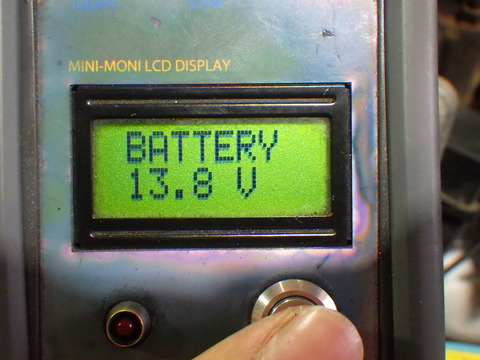 MINI-MONI LCD DISPLAY
BATTERY
13.8 V